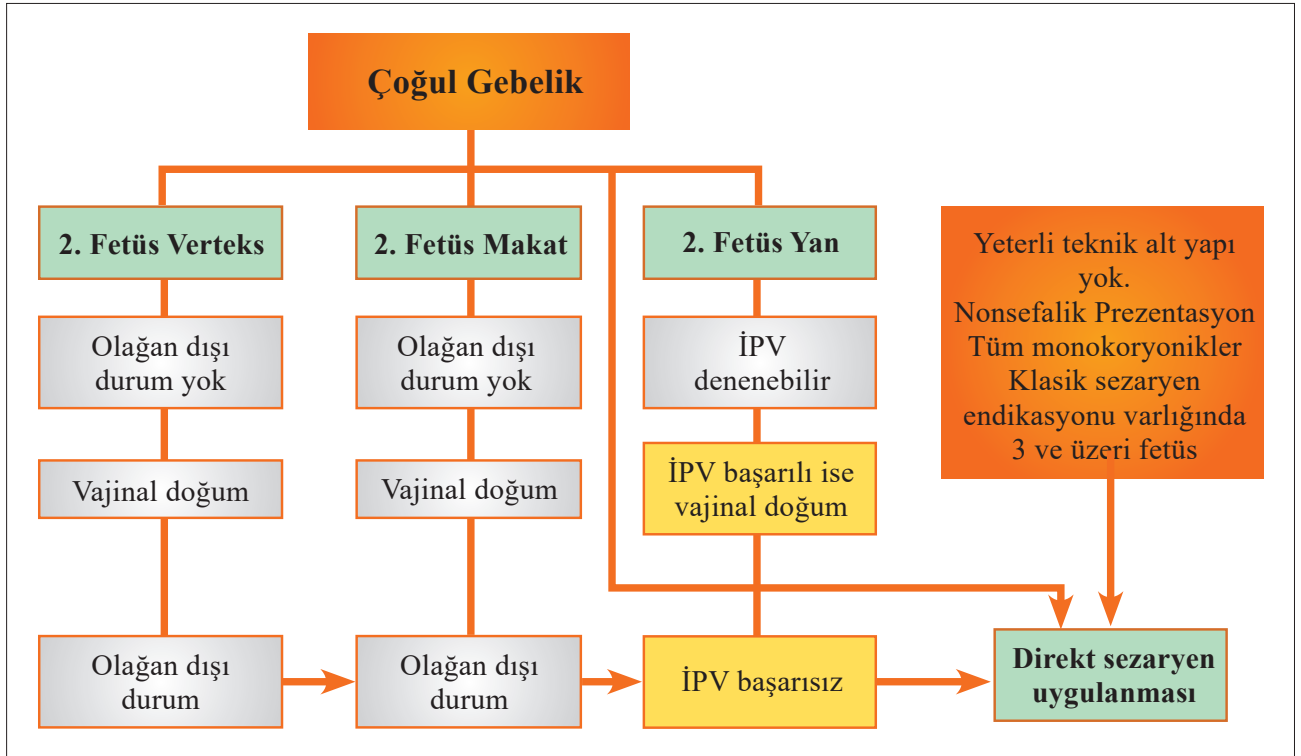 Çoğul Gebelik
2. Fetüs Verteks
2. Fetüs Makat
2. Fetüs Yan
Olağan dışı
durum yok
Olağan dışı
durum yok
İPV
denenebilir
Vajinal doğum
Vajinal doğum
İPV başarılı ise
vajinal doğum
Olağan dışı
durum
Olağan dışı
durum
İPV başarısız
Yeterli teknik alt yapı
yok.
Nonsefalik Prezentasyon
Tüm monokoryonikler
Klasik sezaryen
endikasyonu varlığında
3 ve üzeri fetüs
Direkt sezaryen
uygulanması